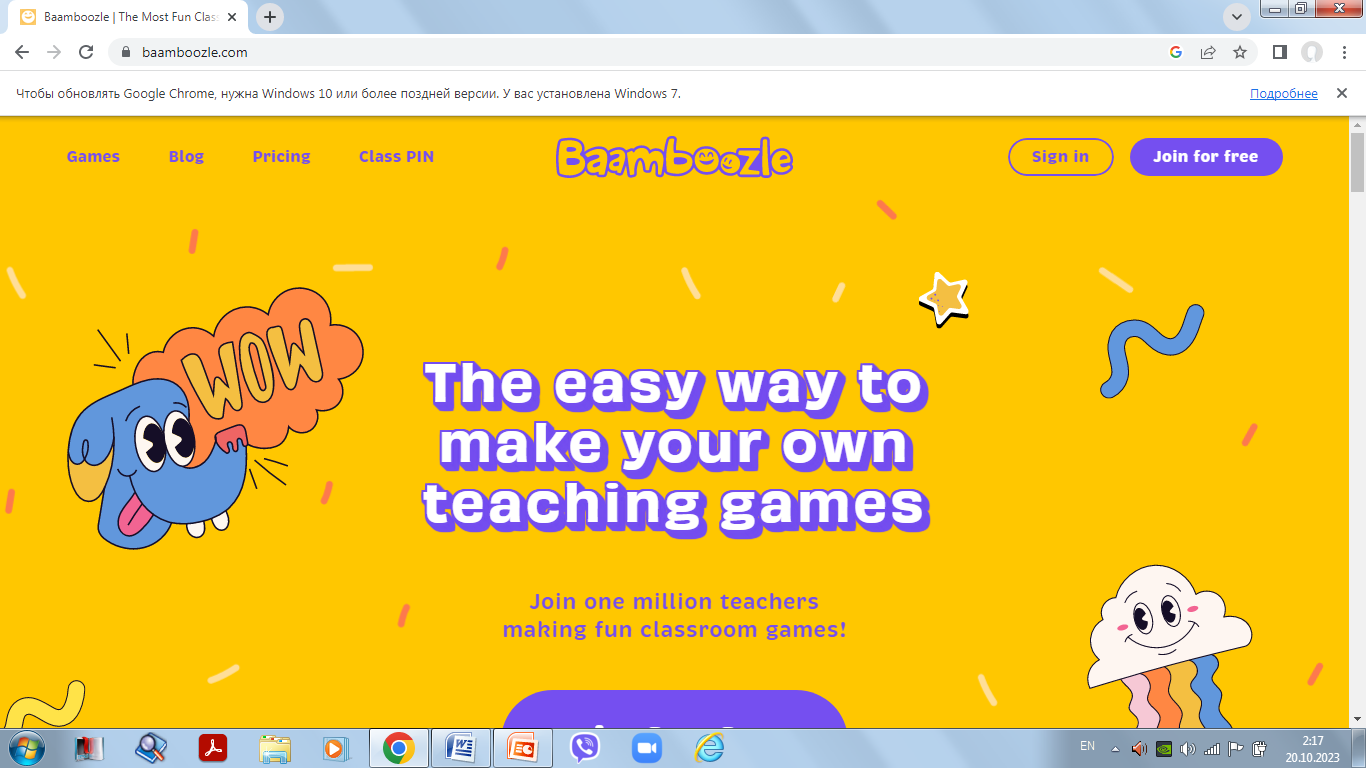 Baamboozle | The Most Fun Clas
baamboozle.com
Чтобы обновлять Google Chrome, нужна Windows 10 или более поздней версии. У вас установлена Windows 7.
Подробнее
Games Blog Pricing Class PIN
Baamboozle
Sign in
Join for free
WOW
The easy way to
make your own
teaching games
Join one million teachers
making fun classroom games!
EN
2:17
20.10.2023